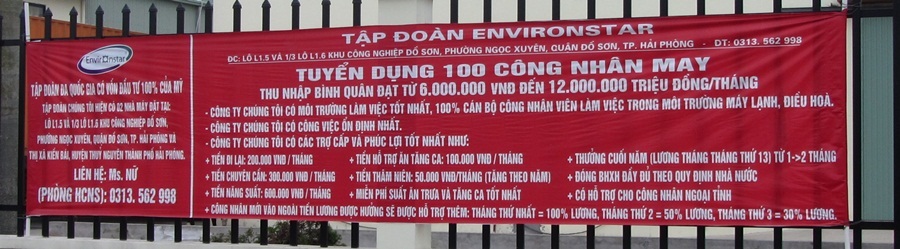 Environstar
TẬP ĐOÀN ĐA QUỐC GIA CÓ VỐN ĐẦU TƯ 100% CỦA MỸ
TẬP ĐOÀN CHÚNG TÔI HIỆN CÓ 02 NHÀ MÁY ĐẶT TẠI:
LÔ L1.5 VÀ 1/3 LÔ L1.6 KHU CÔNG NGHIỆP ĐỒ SƠN,
PHƯỜNG NGỌC XUYÊN, QUẬN ĐỒ SƠN, TP. HẢI PHÒNG VÀ
THỊ XÃ KIẾN BÁI, HUYỆN THUỶ NGUYÊN THÀNH PHỐ HẢI PHÒNG.
LIÊN HỆ: Ms. NỮ
(PHÒNG HCNS): 0313. 562 998
TẬP ĐOÀN ENVIRONSTAR
ĐC: LÔ L1.5 VÀ 1/3 LÔ L1.6 KHU CÔNG NGHIỆP ĐỒ SƠN, PHƯỜNG NGỌC XUYÊN, QUẬN ĐỒ SƠN, TP. HẢI PHÒNG - ĐT: 0313. 562 998
TUYỂN DỤNG 100 CÔNG NHÂN MAY
THU NHẬP BÌNH QUÂN ĐẠT TỪ 6.000.000 VNĐ ĐẾN 12.000.000 TRIỆU ĐỒNG/THÁNG
- CÔNG TY CHÚNG TÔI CÓ MÔI TRƯỜNG LÀM VIỆC TỐT NHẤT, 100% CÁN BỘ CÔNG NHÂN VIÊN LÀM VIỆC TRONG MÔI TRƯỜNG MÁY LẠNH, ĐIỀU HOÀ.
- CÔNG TY CHÚNG TÔI CÓ CÔNG VIỆC ỔN ĐỊNH NHẤT.
- CÔNG TY CHÚNG TÔI CÓ CÁC TRỢ CẤP VÀ PHÚC LỢI TỐT NHẤT NHƯ:
+ TIỀN ĐI LẠI: 200.000 VNĐ / THÁNG
+ TIỀN CHUYÊN CẦN: 300.000 VNĐ / THÁNG
+ TIỀN NĂNG SUẤT: 600.000 VNĐ / THÁNG
+ TIỀN HỖ TRỢ ĂN TĂNG CA: 100.000 VNĐ / THÁNG
+ TIỀN THÂM NIÊN: 50.000 VNĐ/THÁNG (TĂNG THEO NĂM)
+ MIỄN PHÍ SUẤT ĂN TRƯA VÀ TĂNG CA TỐT NHẤT
+ THƯỞNG CUỐI NĂM (LƯƠNG THÁNG THÁNG THỨ 13) TỪ 1->2 THÁNG
+ ĐÓNG BHXH ĐẦY ĐỦ THEO QUY ĐỊNH NHÀ NƯỚC
+ CÓ HỖ TRỢ CHO CÔNG NHÂN NGOẠI TỈNH
+ CÔNG NHÂN MỚI VÀO NGOÀI TIỀN LƯƠNG ĐƯỢC HƯỞNG SẼ ĐƯỢC HỖ TRỢ THÊM: THÁNG THỨ NHẤT = 100% LƯƠNG, THÁNG THỨ 2 = 50% LƯƠNG, THÁNG THỨ 3 = 30% LƯƠNG.